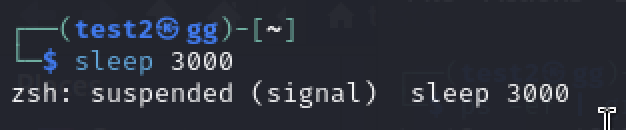 ┌──(test2㉿gg)-[~]
└─$ sleep 3000
zsh: suspended (signal)  sleep 3000